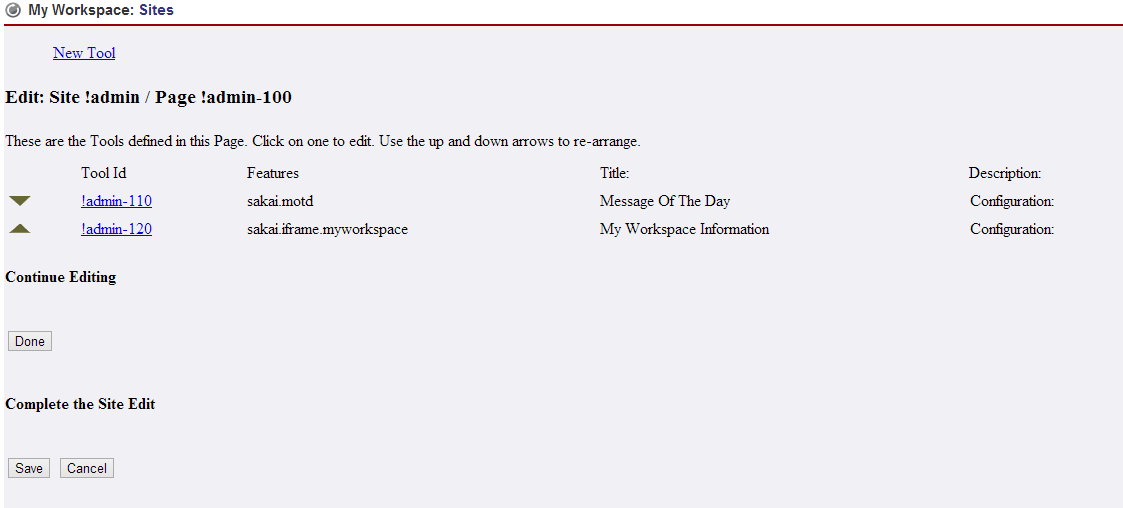 My Workspace: Sites
New Tool
Edit: Site !admin / Page !admin-100
These are the Tools defined in this Page. Click on one to edit. Use the up and down arrows to re-arrange.
Tool Id Features Title: Description:
!admin-110 sakai.motd Message Of The Day Configuration:
!admin-120 sakai.iframe.myworkspace My Workspace Information Configuration:
Continue Editing
Done
Complete the Site Edit
Save Cancel